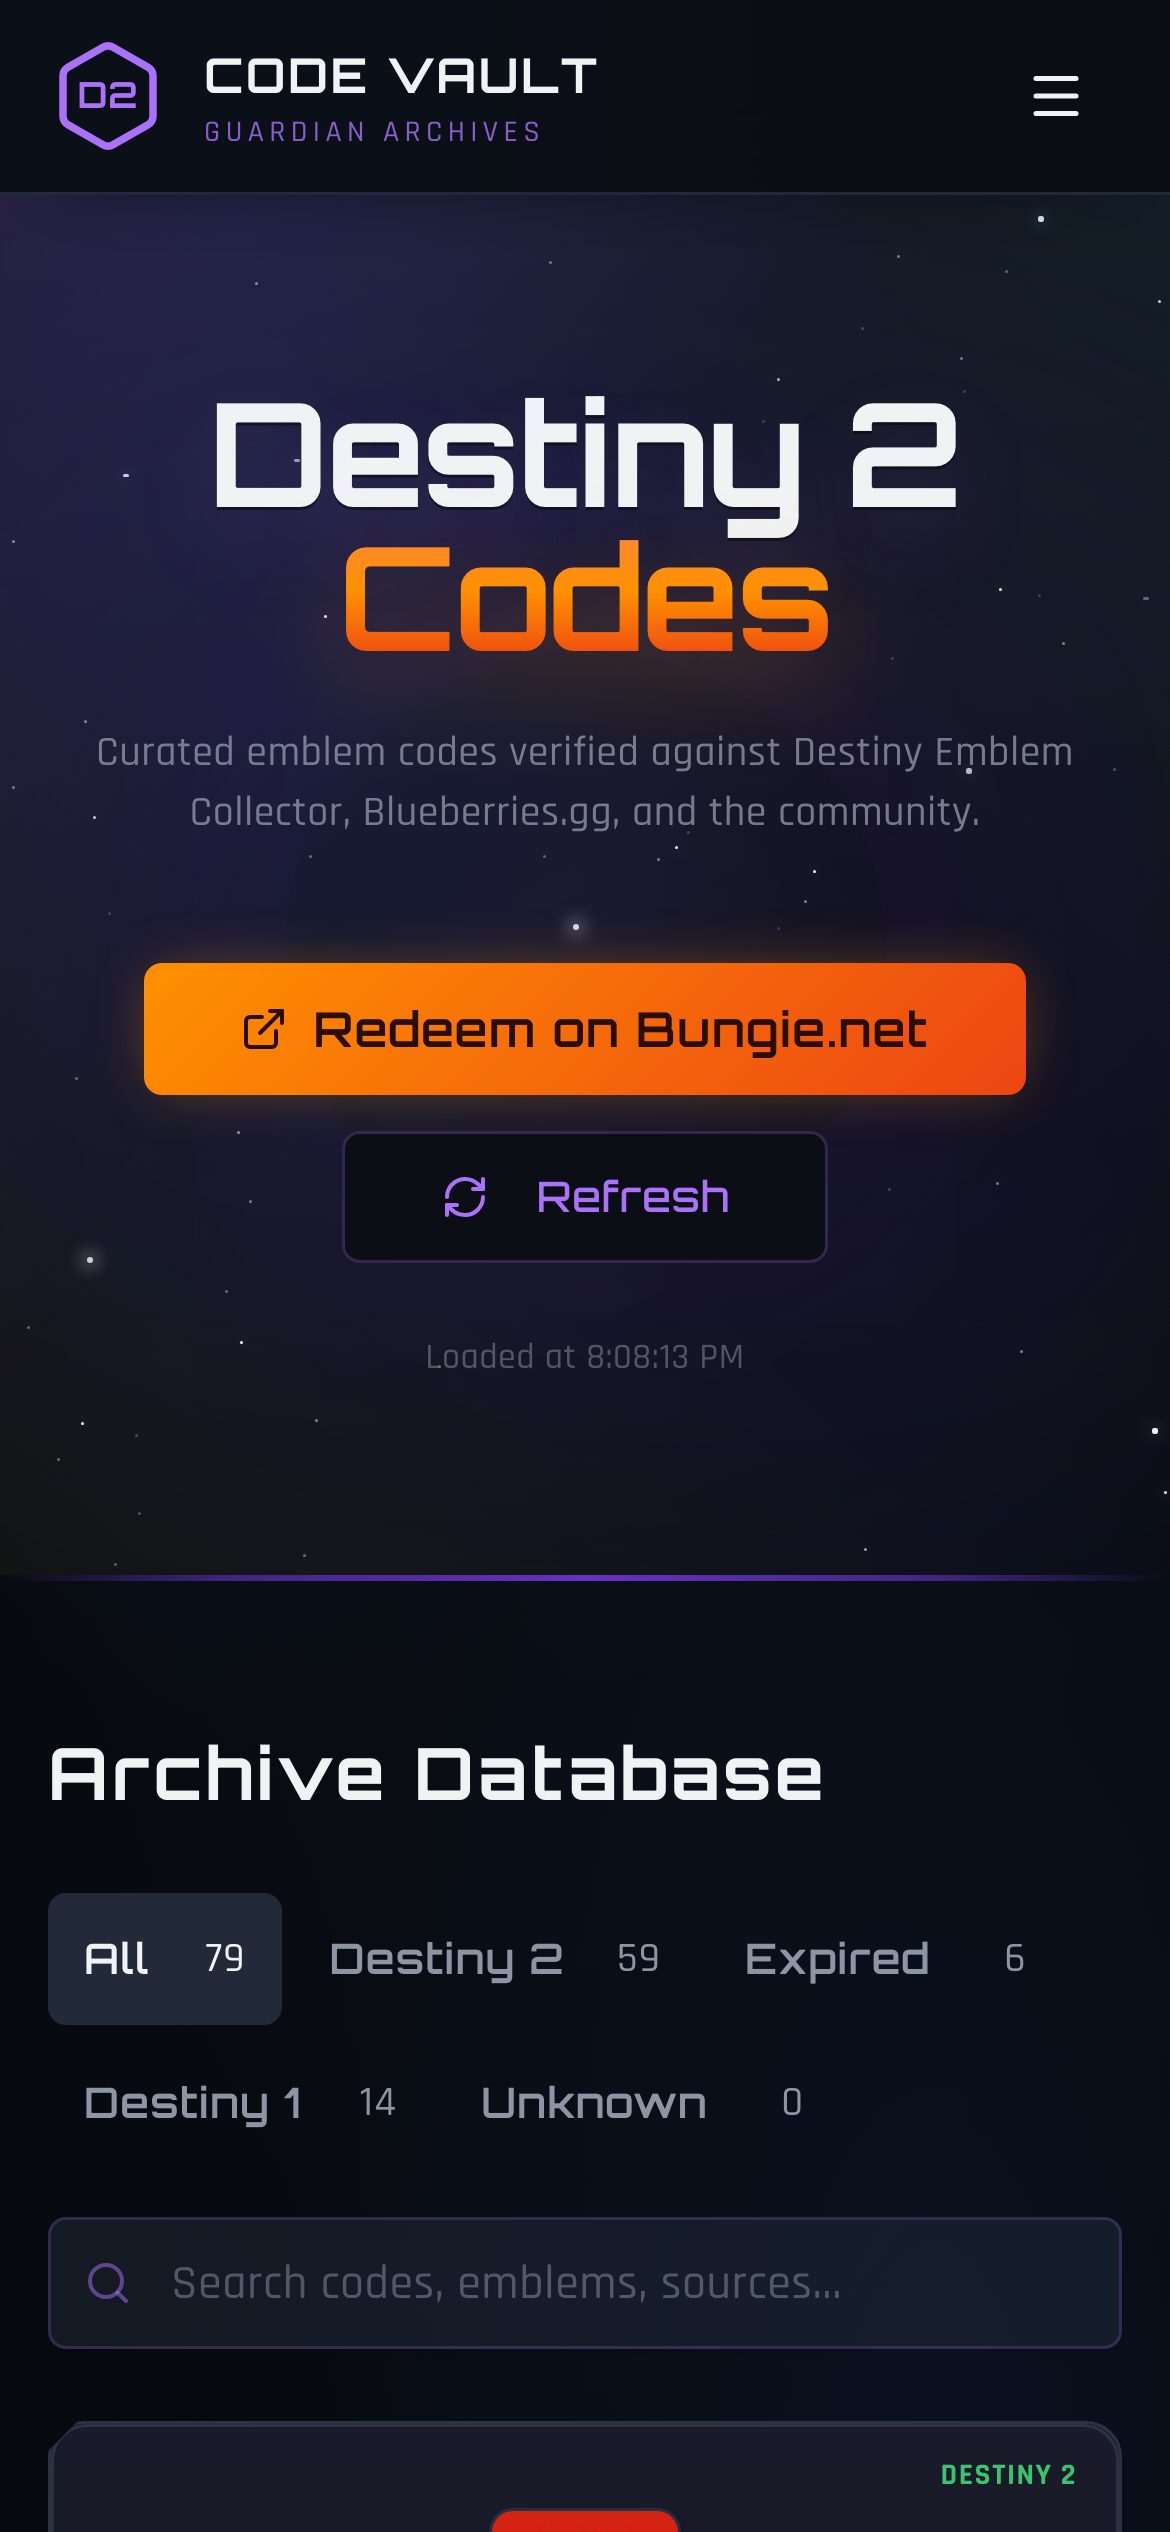 D2
CODE VAULT
GUARDIAN ARCHIVES
Destiny 2
Codes
Curated emblem codes verified against Destiny Emblem
Collector, Blueberries.gg, and the community.
Redeem on Bungie.net
Refresh
Loaded at 8:08:13 PM
Archive Database
All 79 Destiny 2 59 Expired 6
Destiny 1 14 Unknown 0
Search codes, emblems, sources...
DESTINY 2